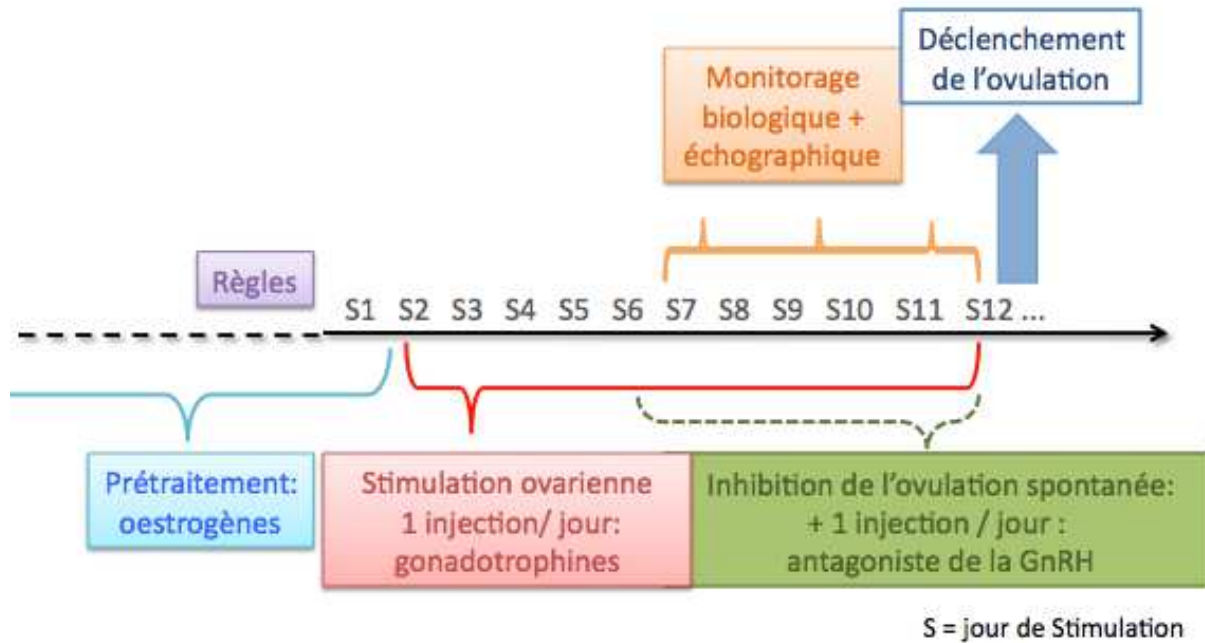 Déclenchement
de l'ovulation
Monitorage
biologique +
échographique
Règles
S1 S2 S3 S4 S5 S6 S7 S8 S9 S10 S11 S12 ...
Prétraitement:
oestrogènes
Stimulation ovarienne
1 injection/ jour:
gonadotrophines
Inhibition de l'ovulation spontanée:
+ 1 injection / jour :
antagoniste de la GnRH
S = jour de Stimulation